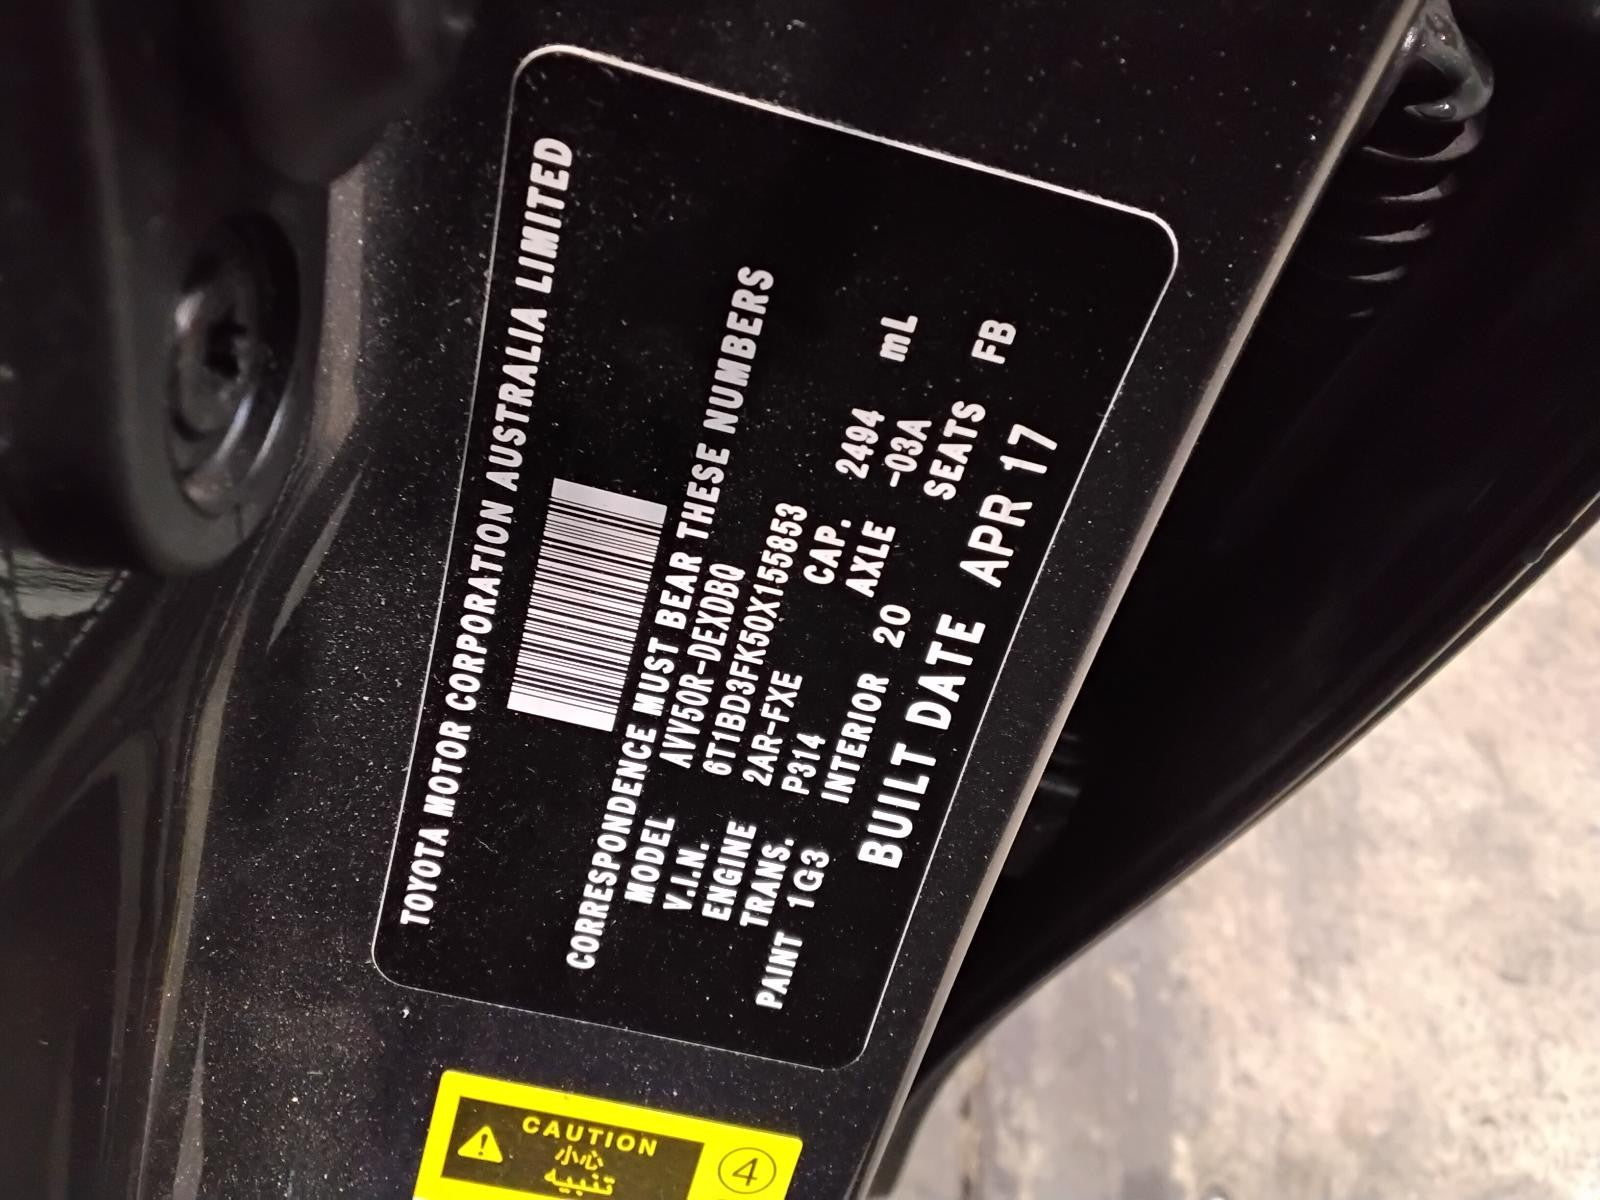 TOYOTA MOTOR CORPORATION AUSTRALIA LIMITED
CORRESPONDENCE MUST BEAR THESE NUMBERS
MODEL AVV50R-DEXDBQ
V.I.N. 6T1BD3FK50X155853
ENGINE 2AR-FXE CAP. 2494 mL
TRANS. P314 AXLE -03A
PAINT 1G3 INTERIOR 20 SEATS FB
BUILT DATE APR 17
CAUTION
小心
تنبيه
4